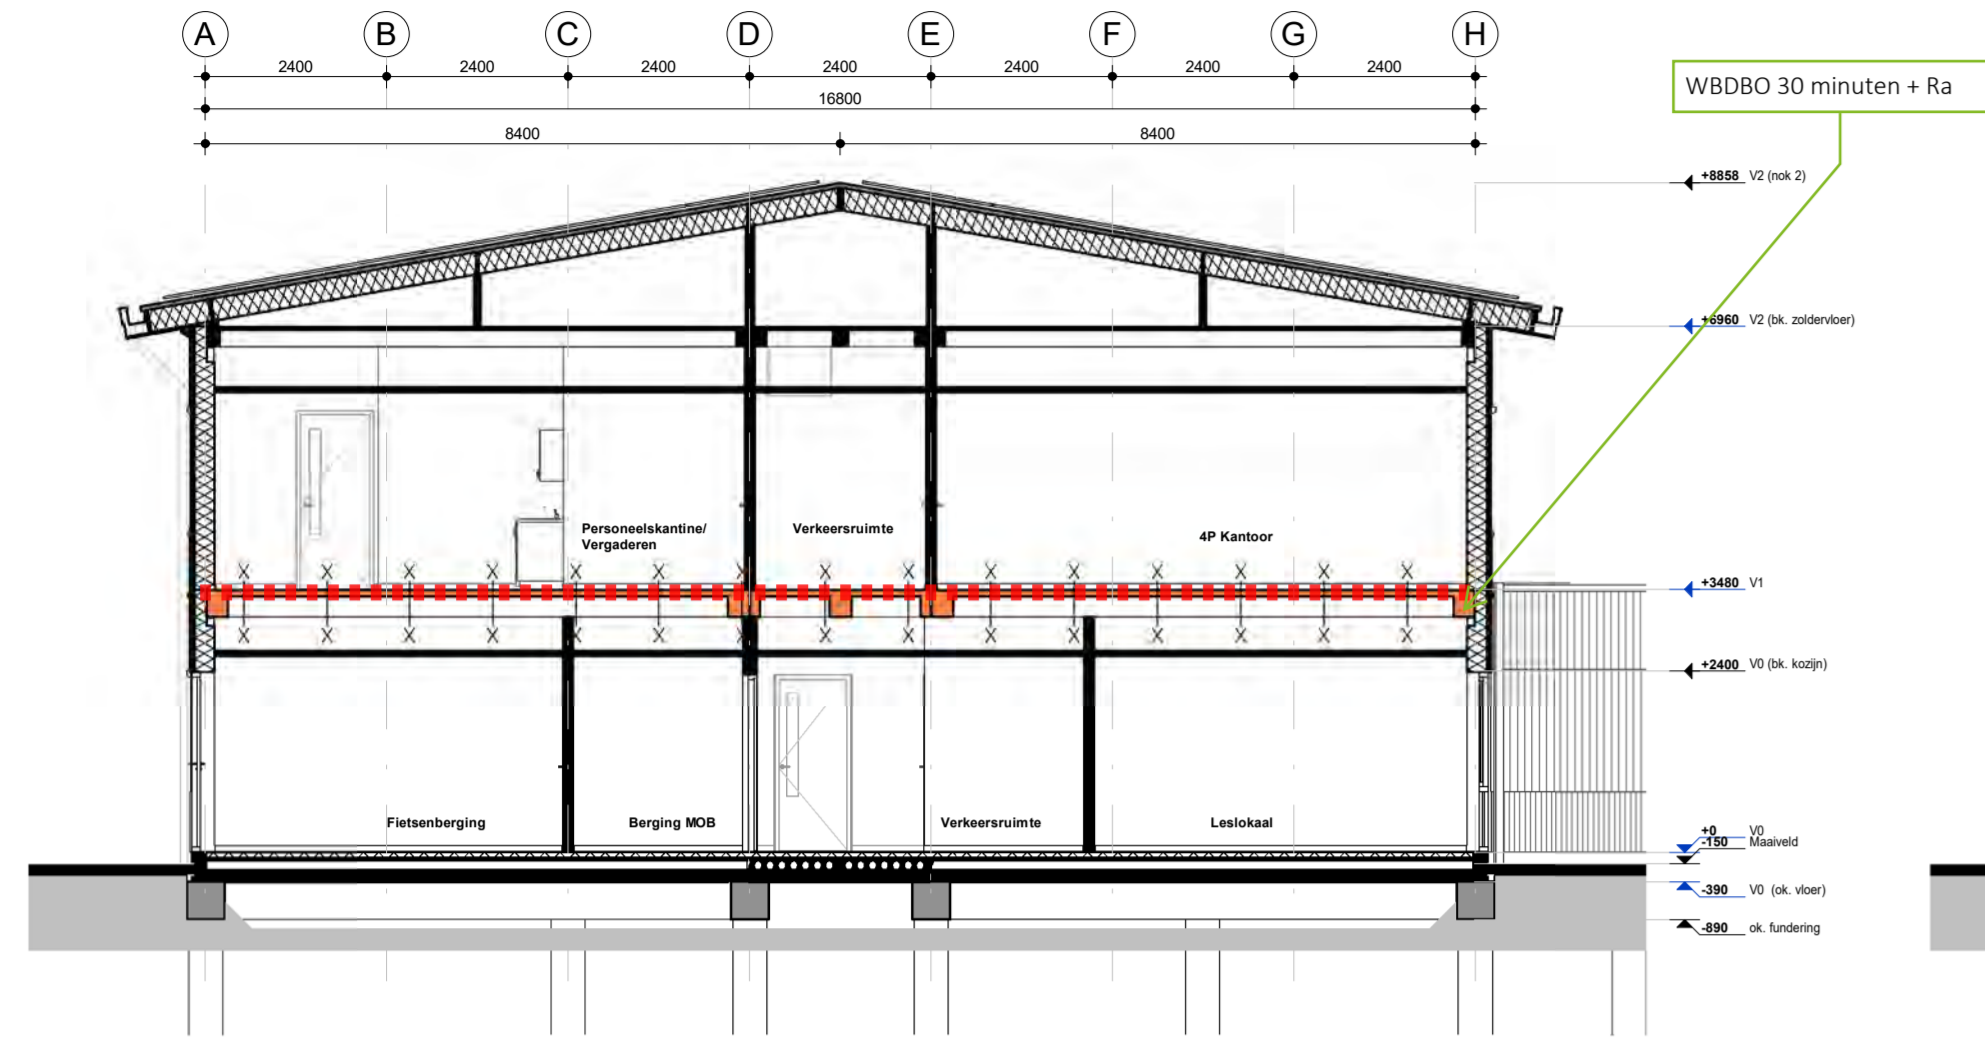 A B C D E F G H
2400 2400 2400 2400 2400 2400 2400
16800
8400 8400
WBDBO 30 minuten + Ra
+8858 V2 (nok 2)
+6960 V2 (bk. zoldervloer)
Personeelskantine/
Vergaderen
Verkeersruimte
4P Kantoor
X X X X X X X X X X X X X X X
+3480 V1
X X X X X X X X X X X X X X X
+2400 V0 (bk. kozijn)
Fietsenberging Berging MOB Verkeersruimte Leslokaal
+0 V0
-150 Maaiveld
-390 V0 (ok. vloer)
-890 ok. fundering